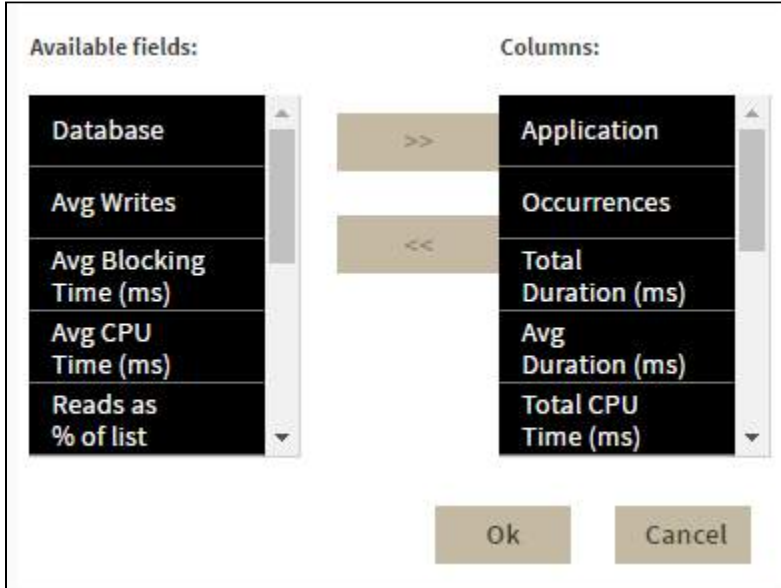 Available fields:
Columns:
Database
Avg Writes
Avg Blocking
Time (ms)
Avg CPU
Time (ms)
Reads as
% of list
>>
<<
Application
Occurrences
Total
Duration (ms)
Avg
Duration (ms)
Total CPU
Time (ms)
Ok
Cancel